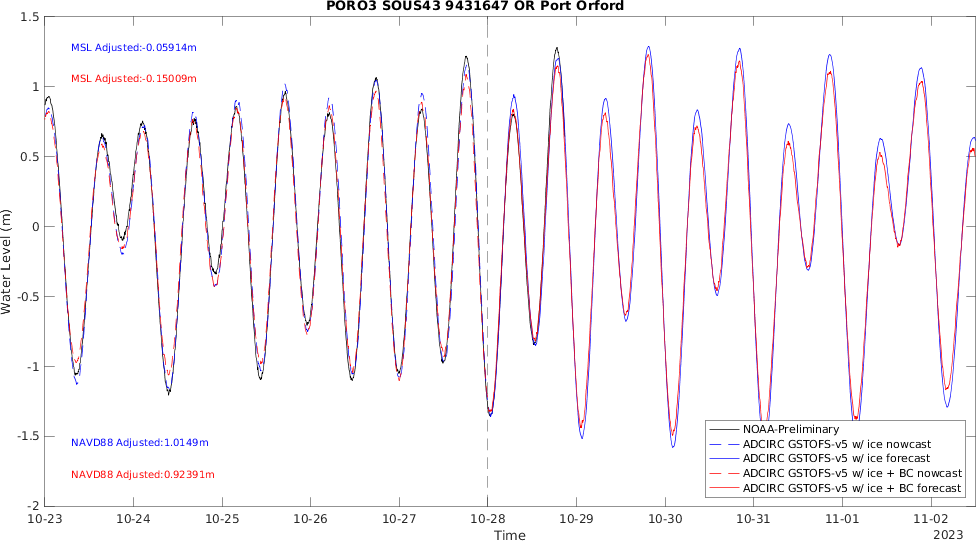 PORO3 SOUS43 9431647 OR Port Orford
1.5
1
0.5
0
-0.5
-1
-1.5
-2
Water Level (m)
MSL Adjusted:-0.05914m
MSL Adjusted:-0.15009m
NAVD88 Adjusted:1.0149m
NAVD88 Adjusted:0.92391m
NOAA-Preliminary
ADCIRC GSTOFS-v5 w/ ice nowcast
ADCIRC GSTOFS-v5 w/ ice forecast
ADCIRC GSTOFS-v5 w/ ice + BC nowcast
ADCIRC GSTOFS-v5 w/ ice + BC forecast
10-23 10-24 10-25 10-26 10-27 10-28 10-29 10-30 10-31 11-01 11-02
Time
2023